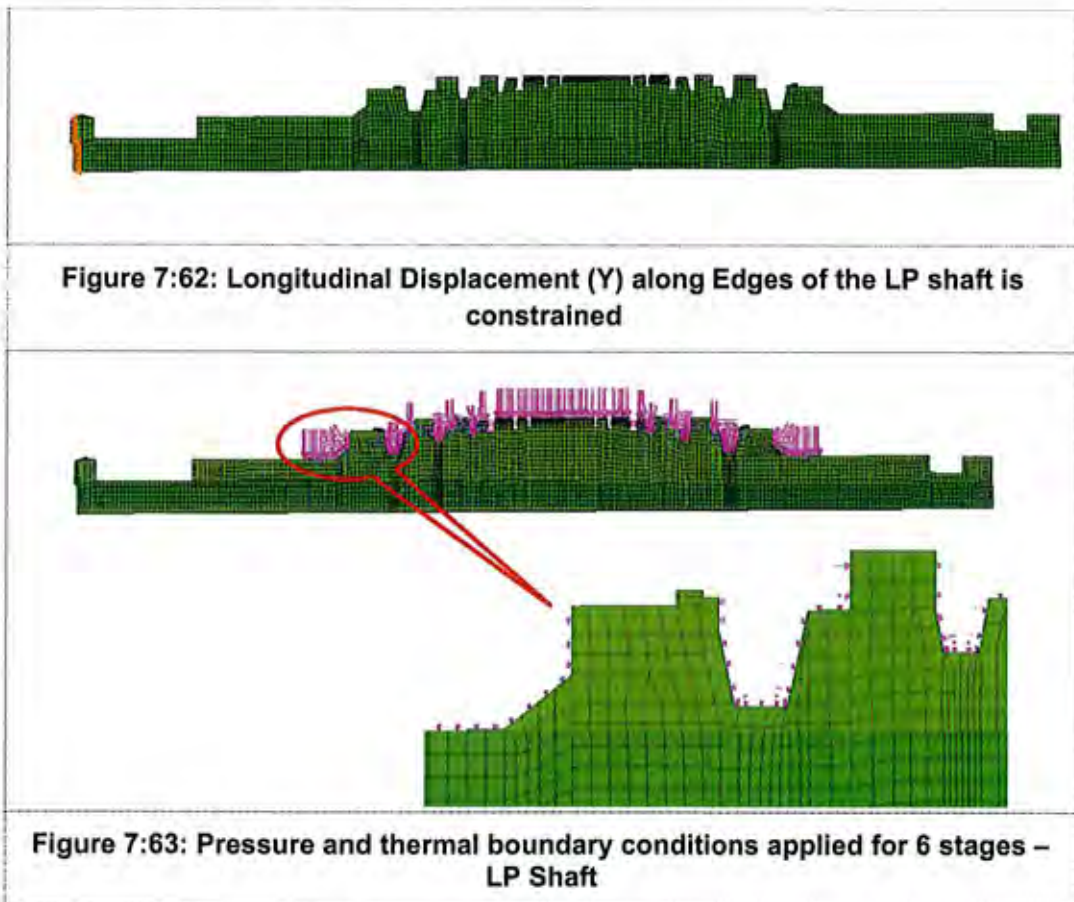 Figure 7:62: Longitudinal Displacement (Y) along Edges of the LP shaft is
constrained
Figure 7:63: Pressure and thermal boundary conditions applied for 6 stages –
LP Shaft